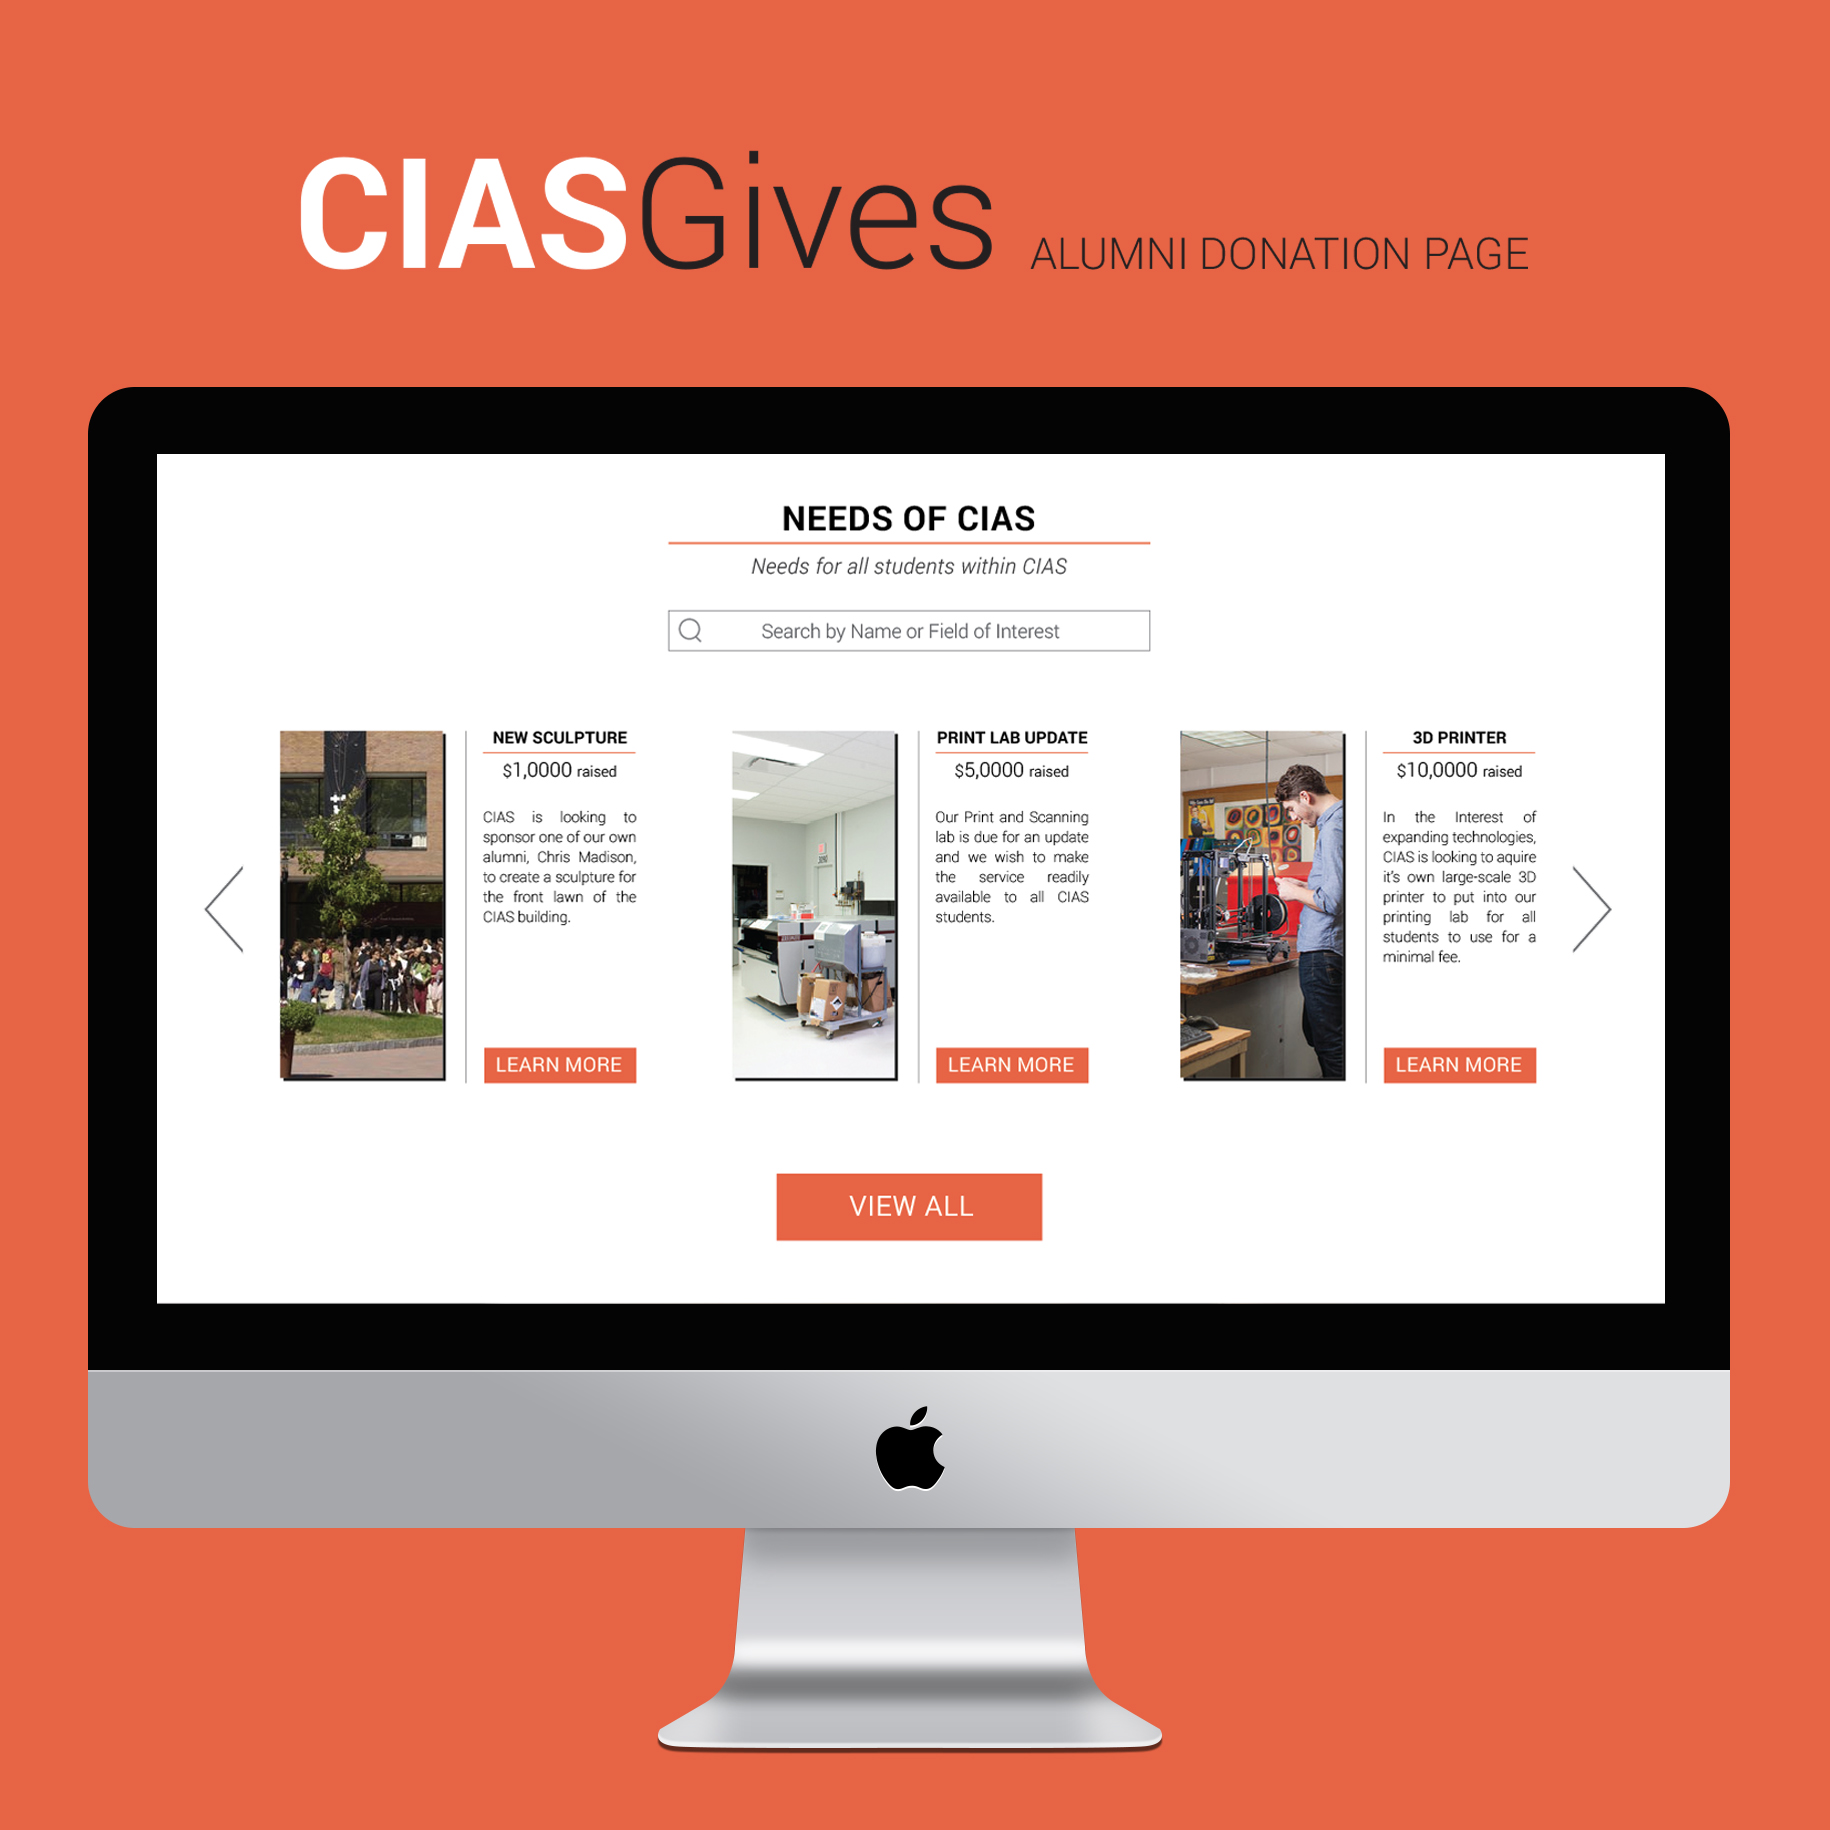 CIASGives ALUMNI DONATION PAGE
NEEDS OF CIAS
Needs for all students within CIAS
Search by Name or Field of Interest
NEW SCULPTURE
$1,0000 raised
CIAS is looking to
sponsor one of our own
alumni, Chris Madison,
to create a sculpture for
the front lawn of the
CIAS building.
LEARN MORE
PRINT LAB UPDATE
$5,0000 raised
Our Print and Scanning
lab is due for an update
and we wish to make
the service readily
available to all CIAS
students.
LEARN MORE
3D PRINTER
$10,0000 raised
In the Interest of
expanding technologies,
CIAS is looking to aquire
it's own large-scale 3D
printer to put into our
printing lab for all
students to use for a
minimal fee.
LEARN MORE
VIEW ALL